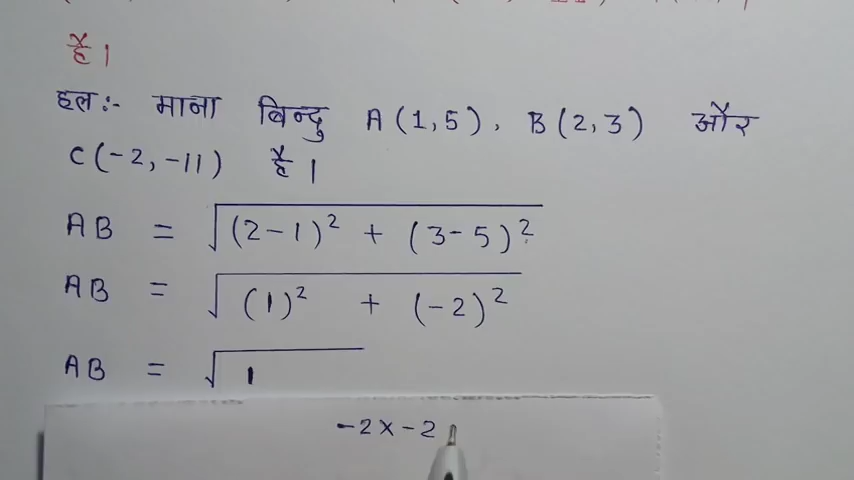 है।
हल:- माना बिन्दु A(1,5), B(2,3) और
C(-2,-11) है।
AB = √(2-1)² + (3-5)²
AB = √(1)² + (-2)²
AB = √1
-2x-2